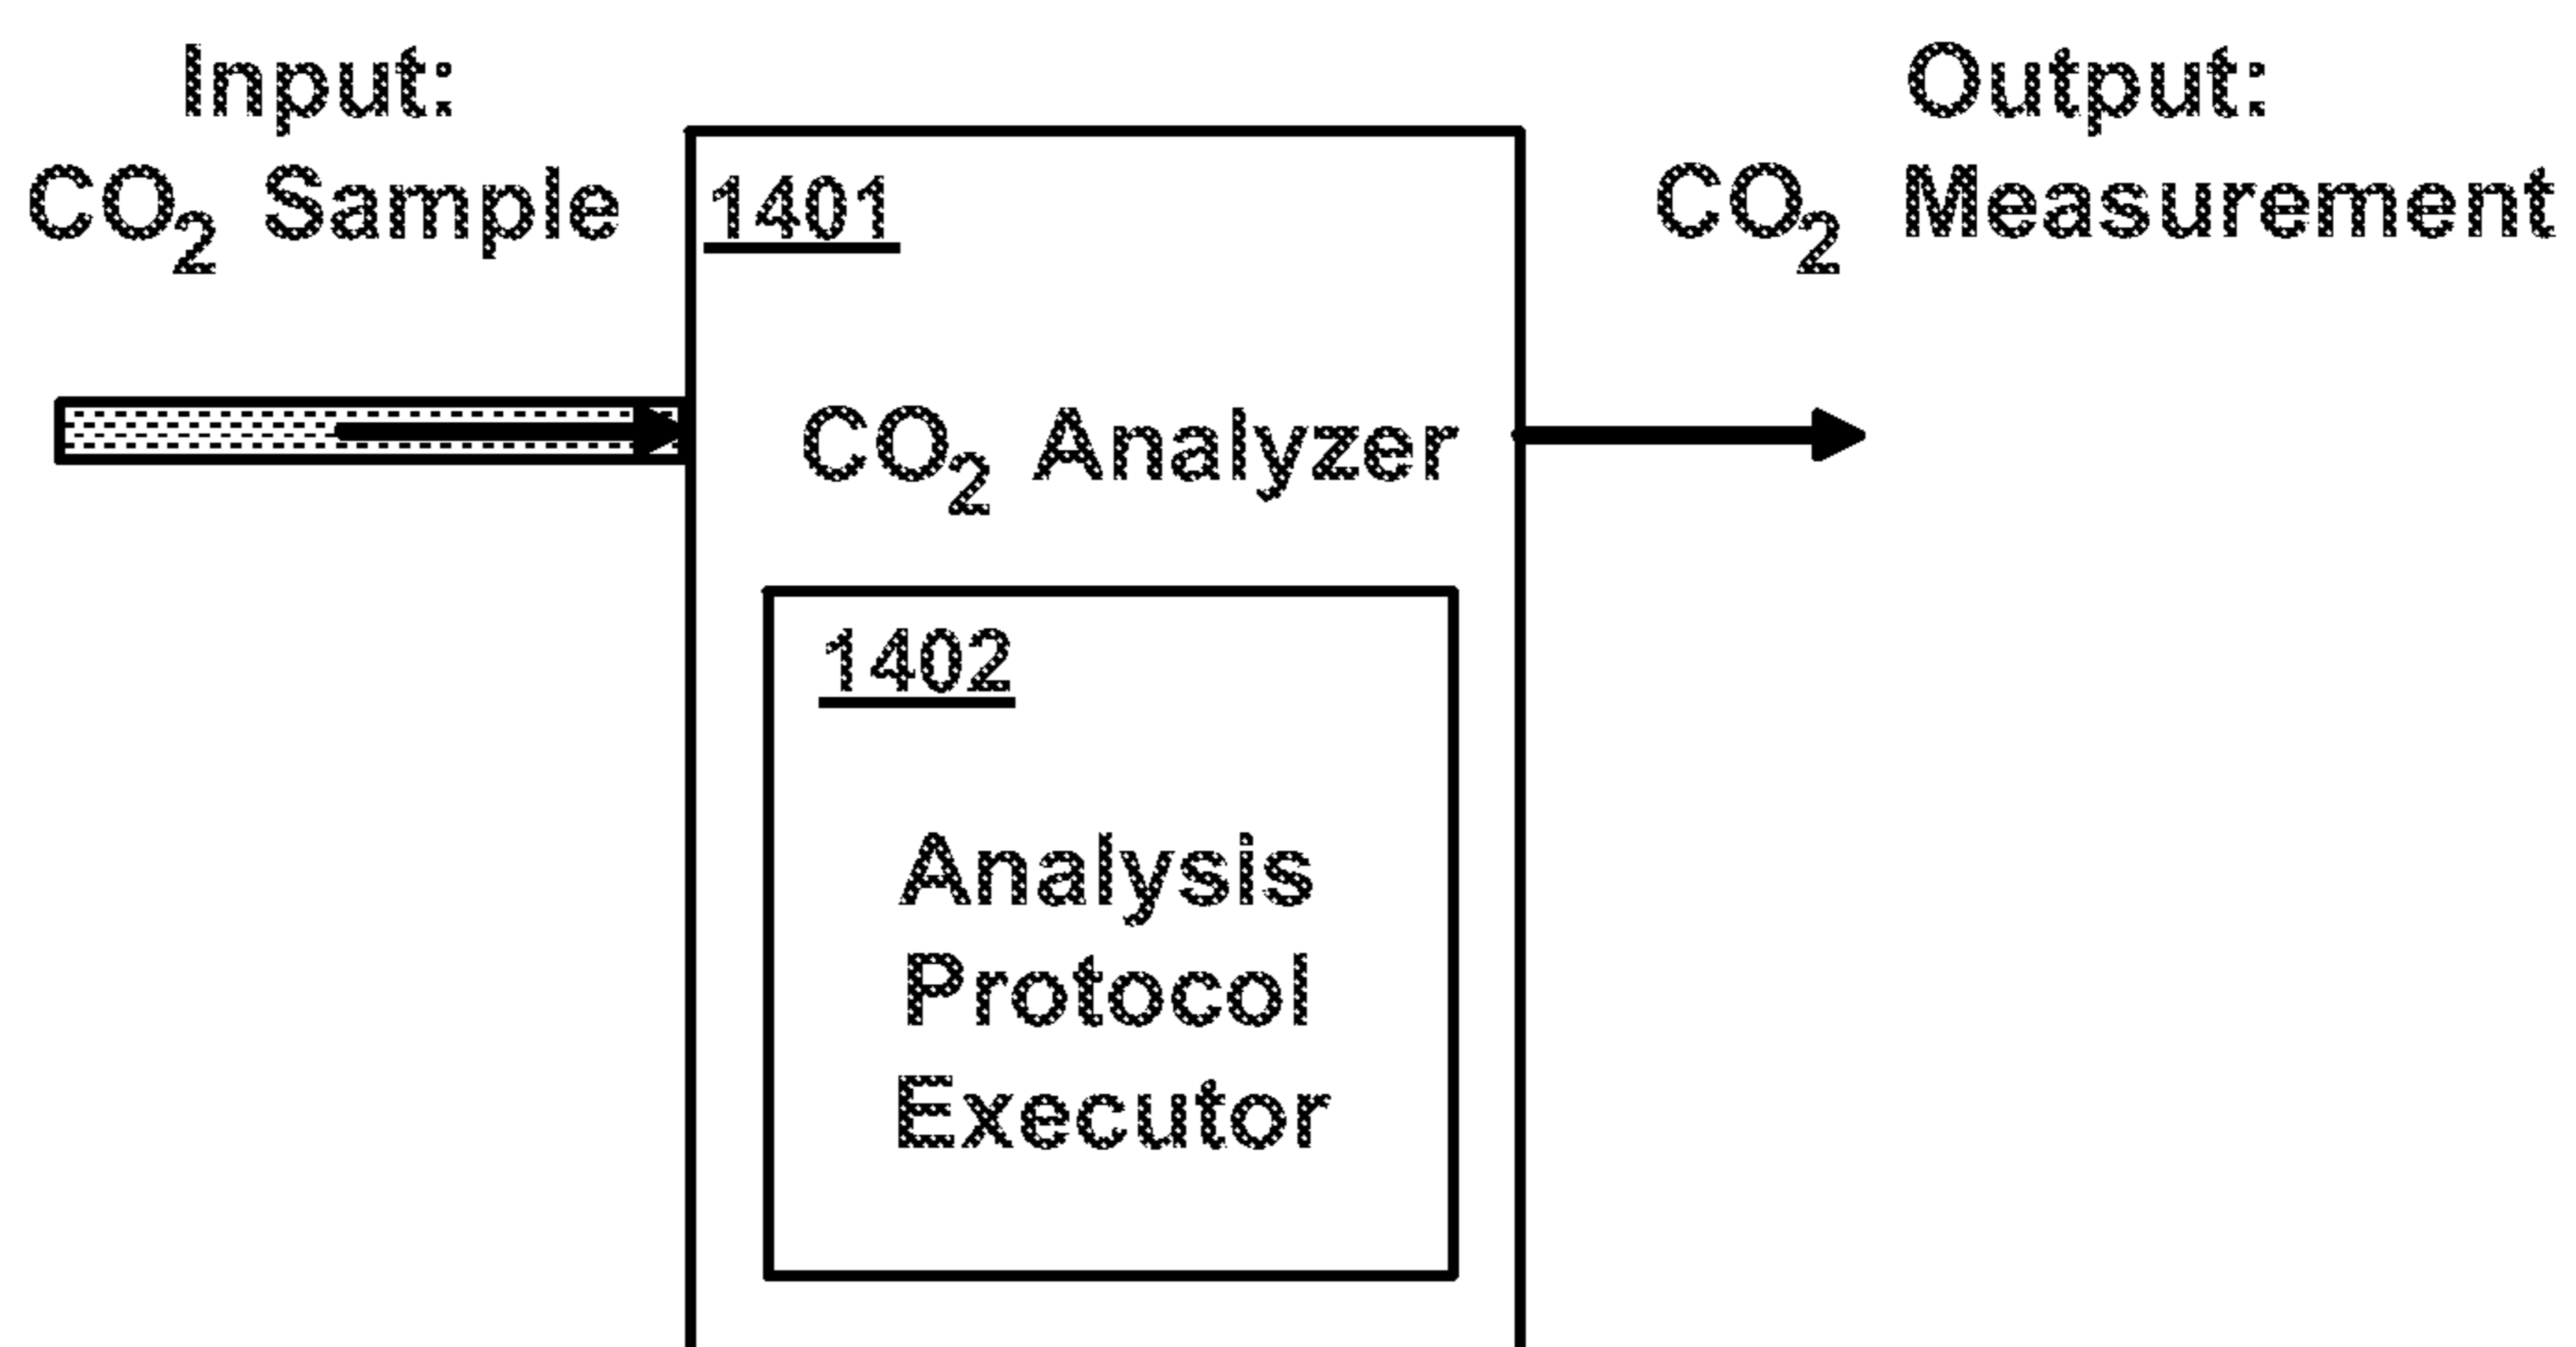 Input:
CO₂ Sample
Output:
CO₂ Measurement
1401
CO₂ Analyzer
1402
Analysis
Protocol
Executor